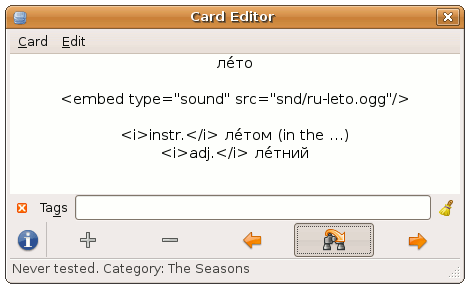 Card Editor
Card Edit
ле́то
<embed type="sound" src="snd/ru-leto.ogg"/>
<i>instr.</i> ле́том (in the ...)
<i>adj.</i> ле́тний
Tags
Never tested. Category: The Seasons